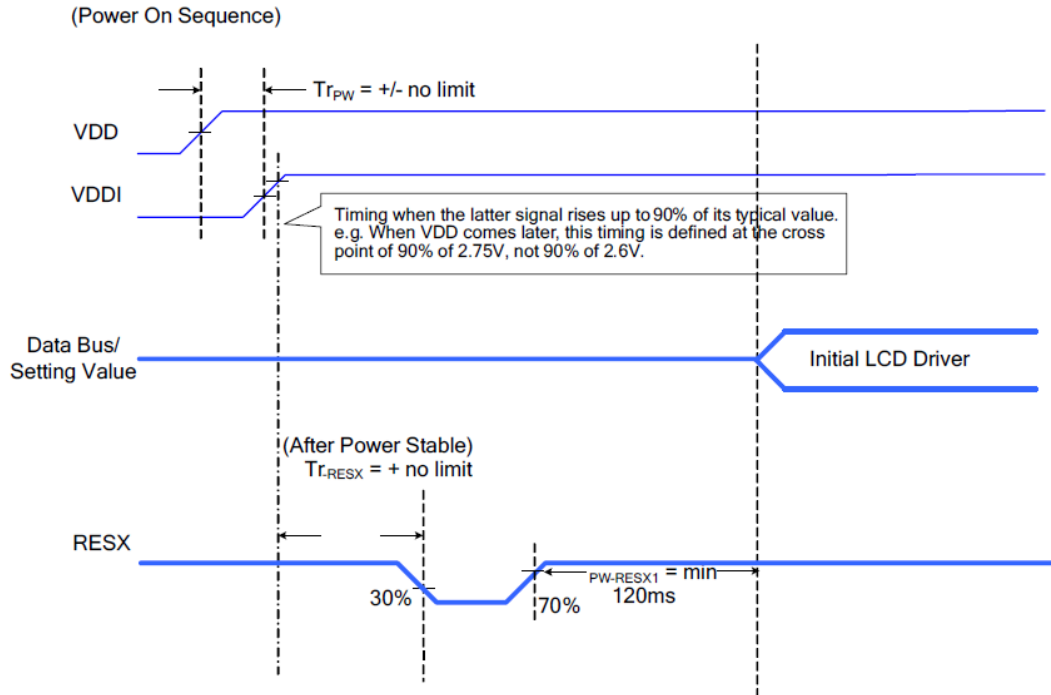 (Power On Sequence)
TrPW = +/- no limit
VDD
VDDI
Timing when the latter signal rises up to 90% of its typical value.
e.g. When VDD comes later, this timing is defined at the cross
point of 90% of 2.75V, not 90% of 2.6V.
Data Bus/
Setting Value
Initial LCD Driver
(After Power Stable)
Tr-RESX = + no limit
RESX
30%
70%
PW-RESX1 = min
120ms